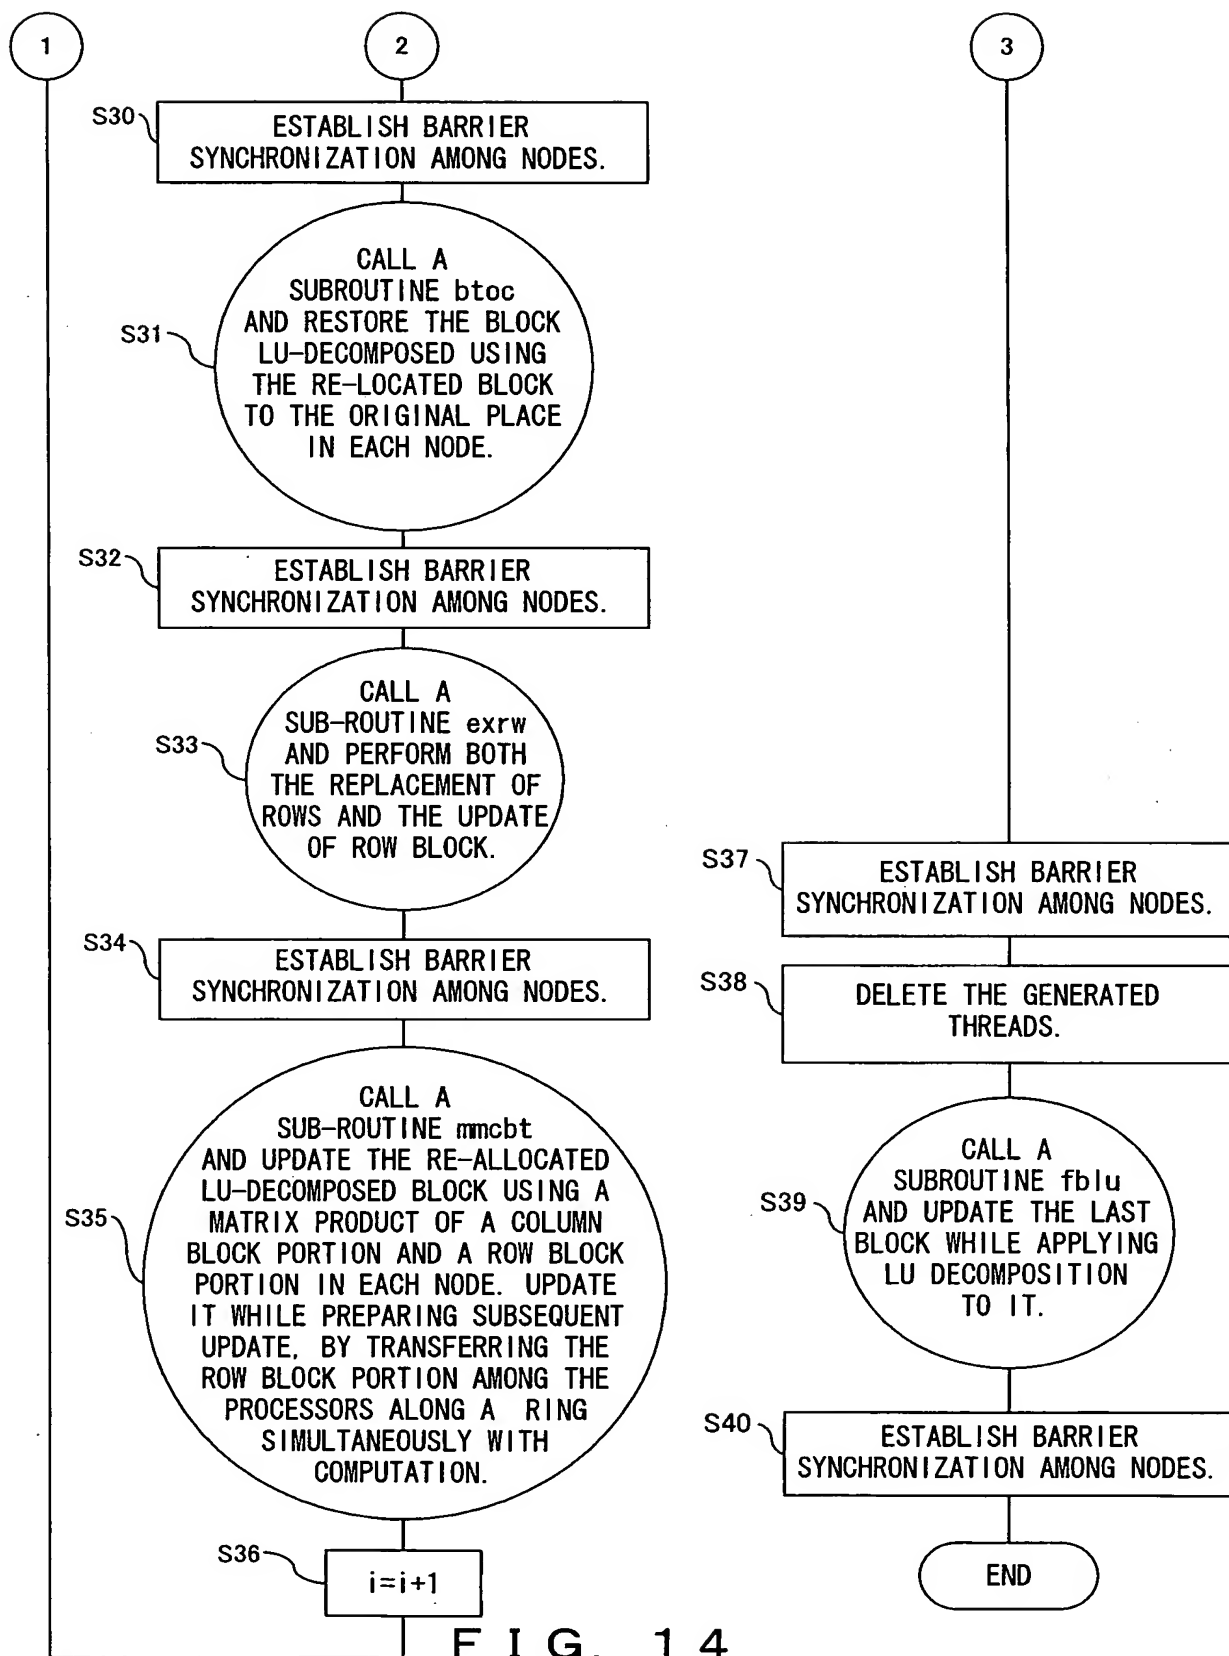 1
2
3
S30
ESTABLISH BARRIER
SYNCHRONIZATION AMONG NODES.
S31
CALL A
SUBROUTINE btoc
AND RESTORE THE BLOCK
LU-DECOMPOSED USING
THE RE-LOCATED BLOCK
TO THE ORIGINAL PLACE
IN EACH NODE.
S32
ESTABLISH BARRIER
SYNCHRONIZATION AMONG NODES.
S33
CALL A
SUB-ROUTINE exrw
AND PERFORM BOTH
THE REPLACEMENT OF
ROWS AND THE UPDATE
OF ROW BLOCK.
S34
ESTABLISH BARRIER
SYNCHRONIZATION AMONG NODES.
S35
CALL A
SUB-ROUTINE mmcbt
AND UPDATE THE RE-ALLOCATED
LU-DECOMPOSED BLOCK USING A
MATRIX PRODUCT OF A COLUMN
BLOCK PORTION AND A ROW BLOCK
PORTION IN EACH NODE. UPDATE
IT WHILE PREPARING SUBSEQUENT
UPDATE, BY TRANSFERRING THE
ROW BLOCK PORTION AMONG THE
PROCESSORS ALONG A RING
SIMULTANEOUSLY WITH
COMPUTATION.
S36
i=i+1
S37
ESTABLISH BARRIER
SYNCHRONIZATION AMONG NODES.
S38
DELETE THE GENERATED
THREADS.
S39
CALL A
SUBROUTINE fblu
AND UPDATE THE LAST
BLOCK WHILE APPLYING
LU DECOMPOSITION
TO IT.
S40
ESTABLISH BARRIER
SYNCHRONIZATION AMONG NODES.
END
FIG. 14